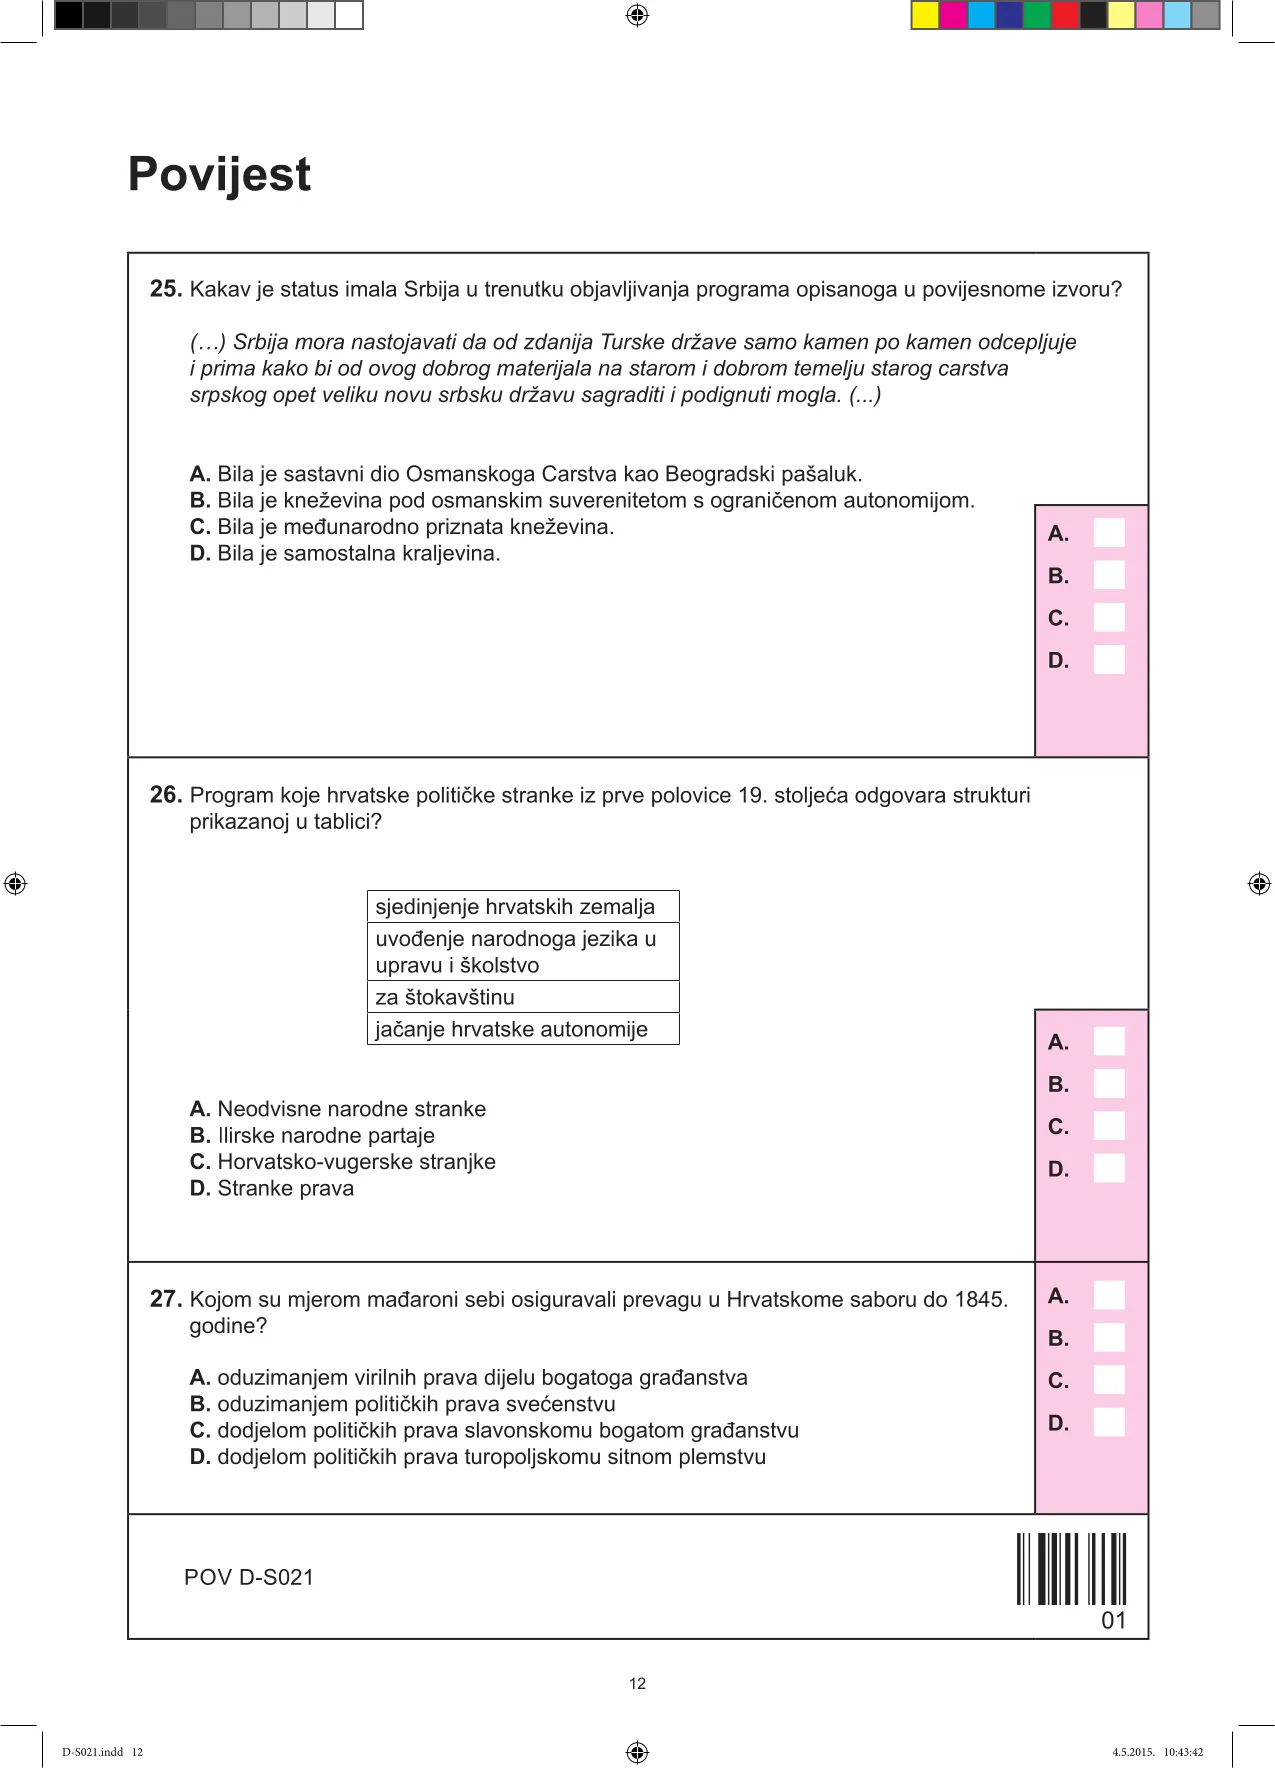 Povijest
25. Kakav je status imala Srbija u trenutku objavljivanja programa opisanoga u povijesnome izvoru?
(…) Srbija mora nastojavati da od zdanija Turske države samo kamen po kamen odcepljuje
i prima kako bi od ovog dobrog materijala na starom i dobrom temelju starog carstva
srpskog opet veliku novu srbsku državu sagraditi i podignuti mogla. (...)
A. Bila je sastavni dio Osmanskoga Carstva kao Beogradski pašaluk.
B. Bila je kneževina pod osmanskim suverenitetom s ograničenom autonomijom.
C. Bila je međunarodno priznata kneževina.
D. Bila je samostalna kraljevina.
A.
B.
C.
D.
26. Program koje hrvatske političke stranke iz prve polovice 19. stoljeća odgovara strukturi
prikazanoj u tablici?
sjedinjenje hrvatskih zemalja
uvođenje narodnoga jezika u
upravu i školstvo
za štokavštinu
jačanje hrvatske autonomije
A. Neodvisne narodne stranke
B. Ilirske narodne partaje
C. Horvatsko-vugerske stranjke
D. Stranke prava
A.
B.
C.
D.
27. Kojom su mjerom mađaroni sebi osiguravali prevagu u Hrvatskome saboru do 1845.
godine?
A. oduzimanjem virilnih prava dijelu bogatoga građanstva
B. oduzimanjem političkih prava svećenstvu
C. dodjelom političkih prava slavonskomu bogatom građanstvu
D. dodjelom političkih prava turopoljskomu sitnom plemstvu
A.
B.
C.
D.
POV D-S021
01
12
D-S021.indd 12
4.5.2015. 10:43:42